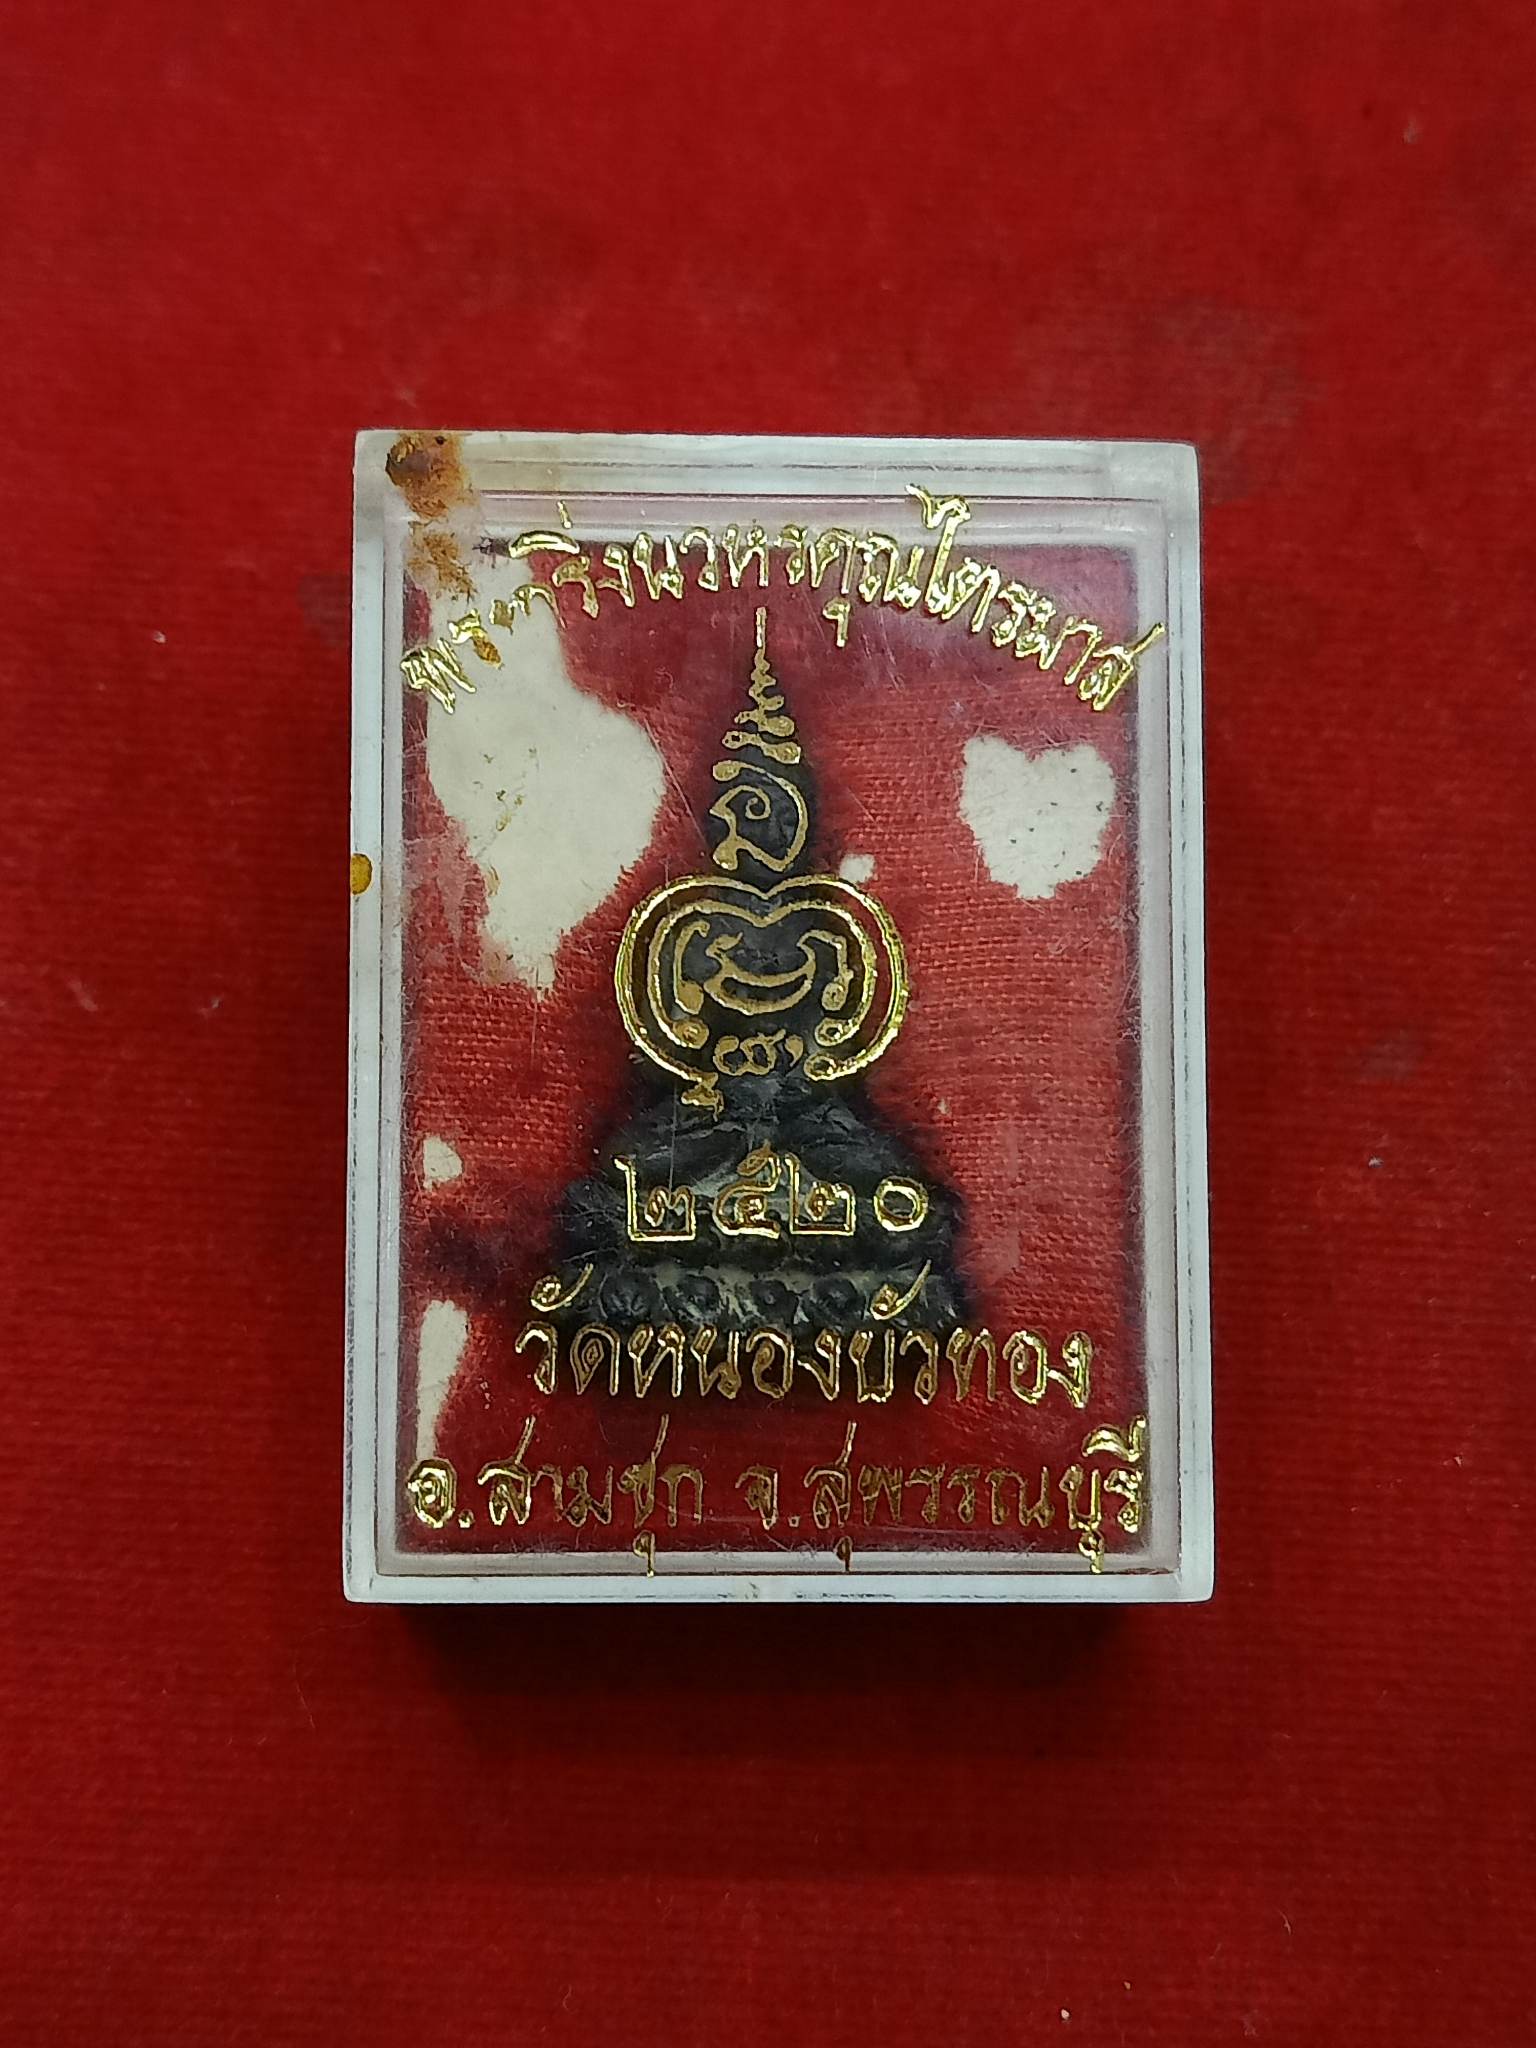 พระกริ่งนวหรคุณไตรมาส
๒๕๒๐
วัดหนองบัวทอง
อ.สามชุก จ.สุพรรณบุรี